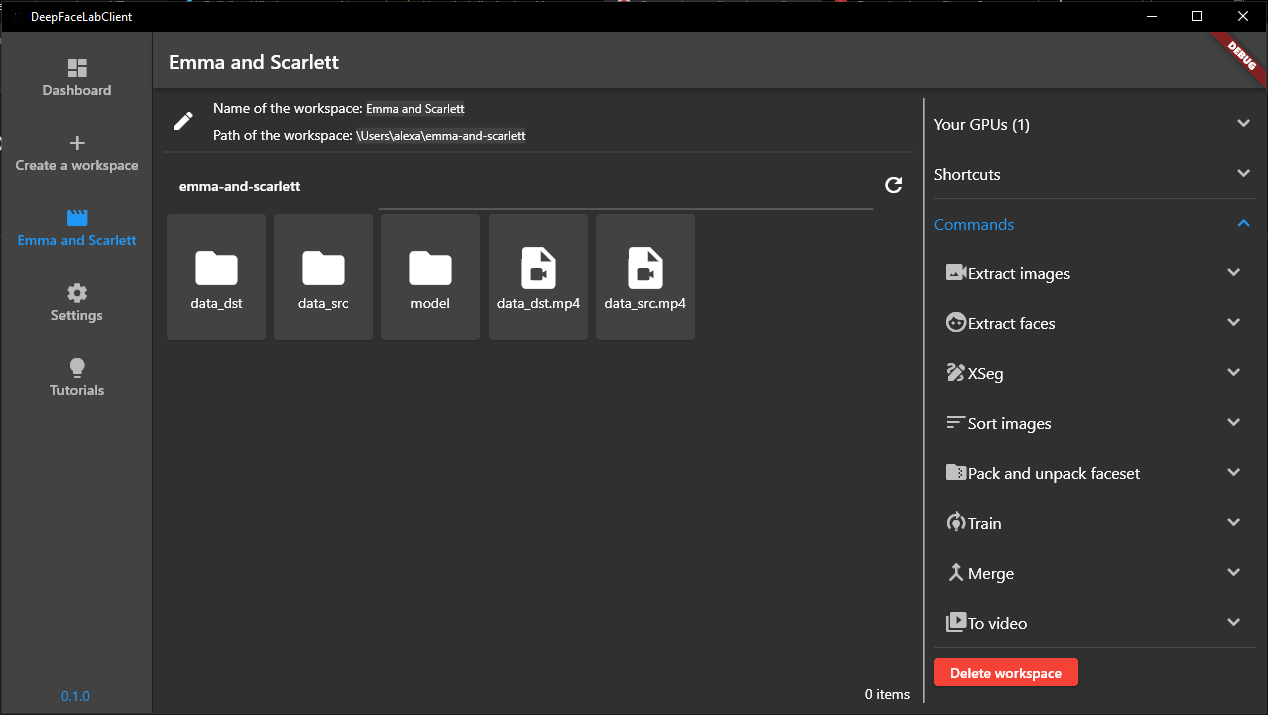 DeepFaceLabClient
DEBUG
Dashboard
Create a workspace
Emma and Scarlett
Settings
Tutorials
0.1.0
Emma and Scarlett
Name of the workspace: Emma and Scarlett
Path of the workspace: \Users\alexa\emma-and-scarlett
emma-and-scarlett
data_dst
data_src
model
data_dst.mp4
data_src.mp4
0 items
Your GPUs (1)
Shortcuts
Commands
Extract images
Extract faces
XSeg
Sort images
Pack and unpack faceset
Train
Merge
To video
Delete workspace